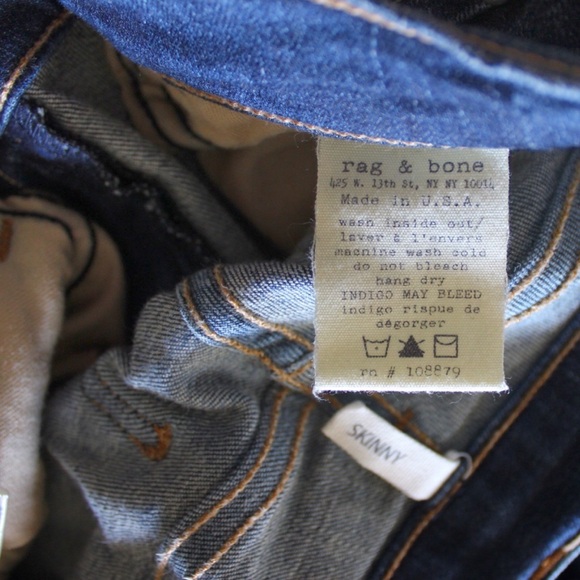 rag & bone
425 W. 13th St, NY NY 10014
Made in U.S.A.
wash inside out/
laver à l'envers
machine wash cold
do not bleach
hang dry
INDIGO MAY BLEED
indigo rispue de
dégorger
rn # 108879
SKINNY